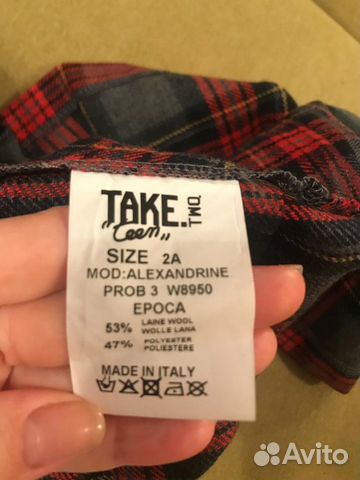 TAKE. TWO
"Teen"
SIZE 2A
MOD:ALEXANDRINE
PROB 3 W8950
EPOCA
53% LAINE WOOL
WOLLE LANA
47% POLYESTER
POLIESTERE
MADE IN ITALY
Avito